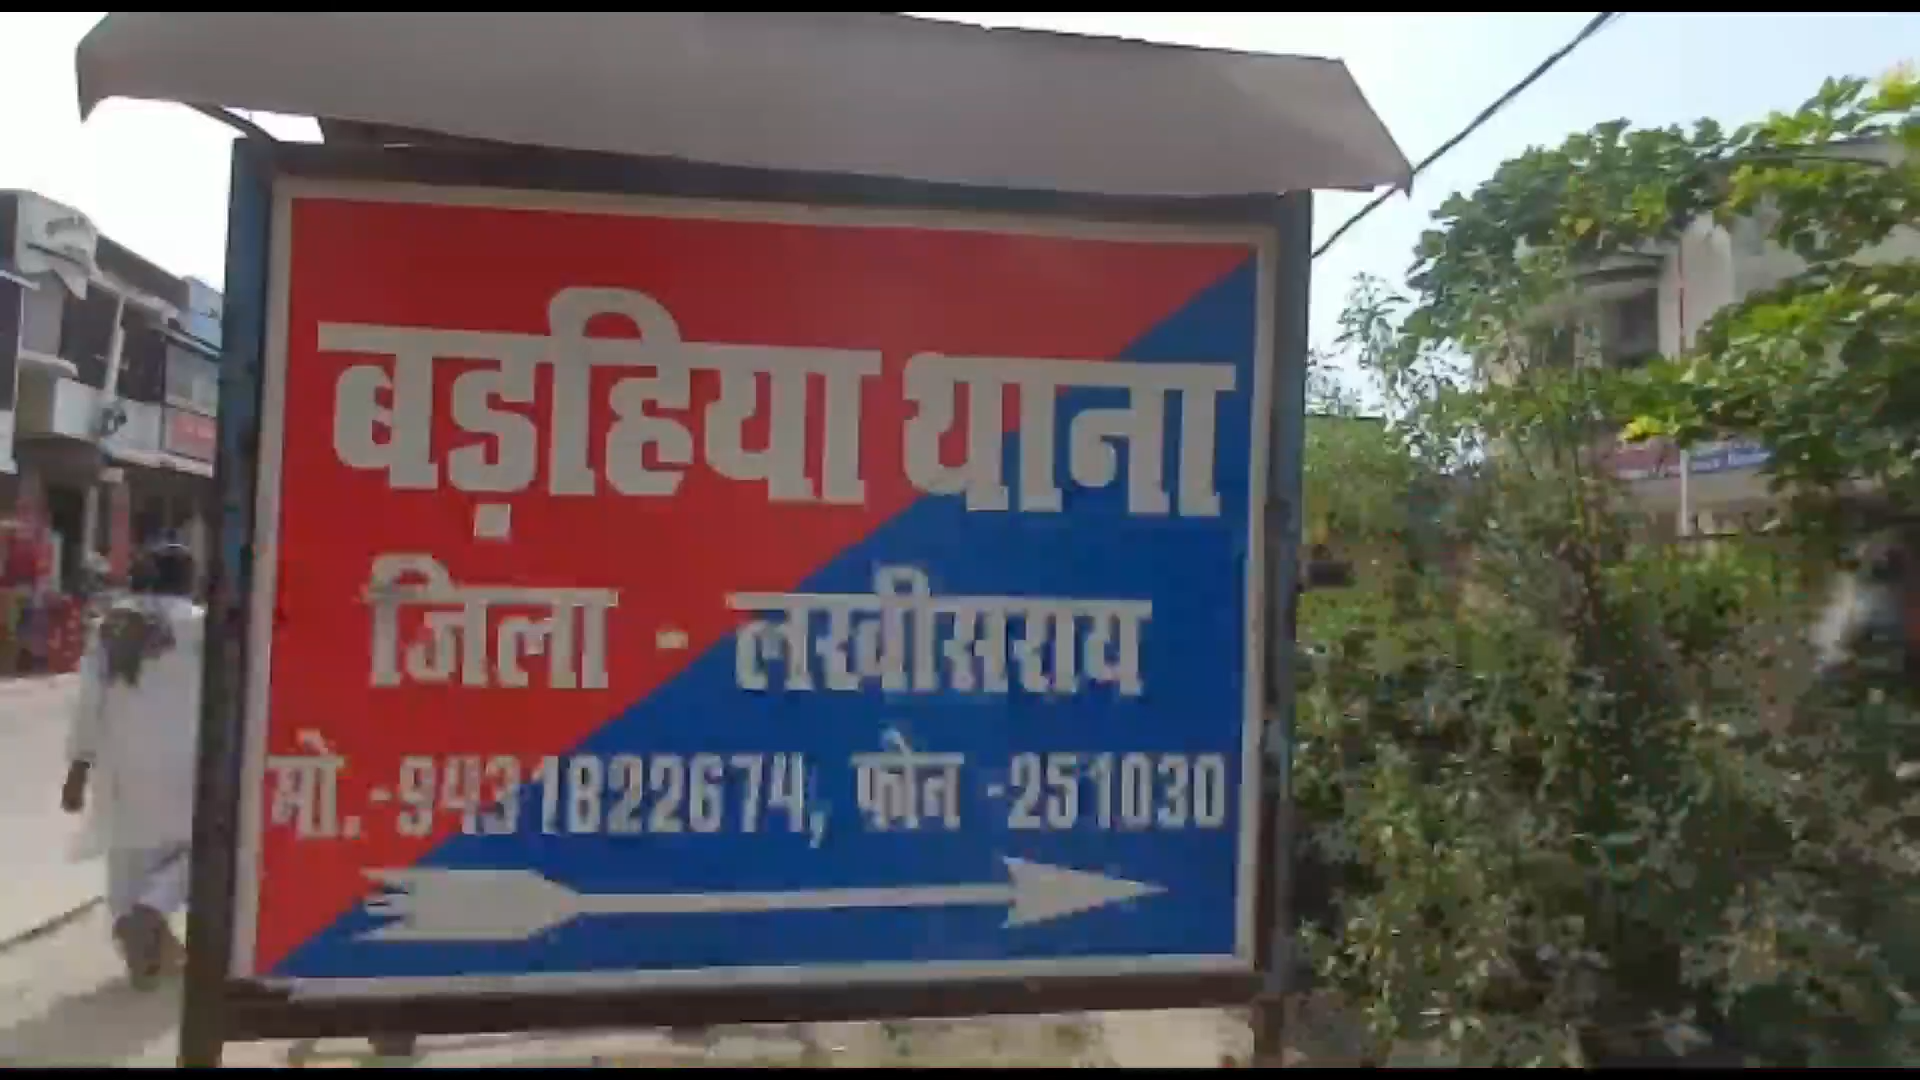 बड़हिया थाना
जिला - लखीसराय
मो.-9431822674, फोन -251030